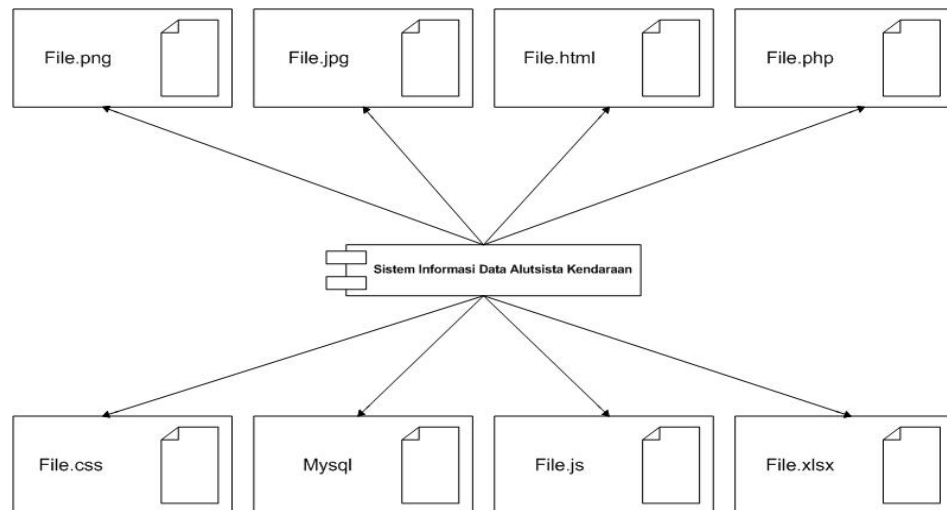 File.png
File.jpg
File.html
File.php
Sistem Informasi Data Alutsista Kendaraan
File.css
Mysql
File.js
File.xlsx